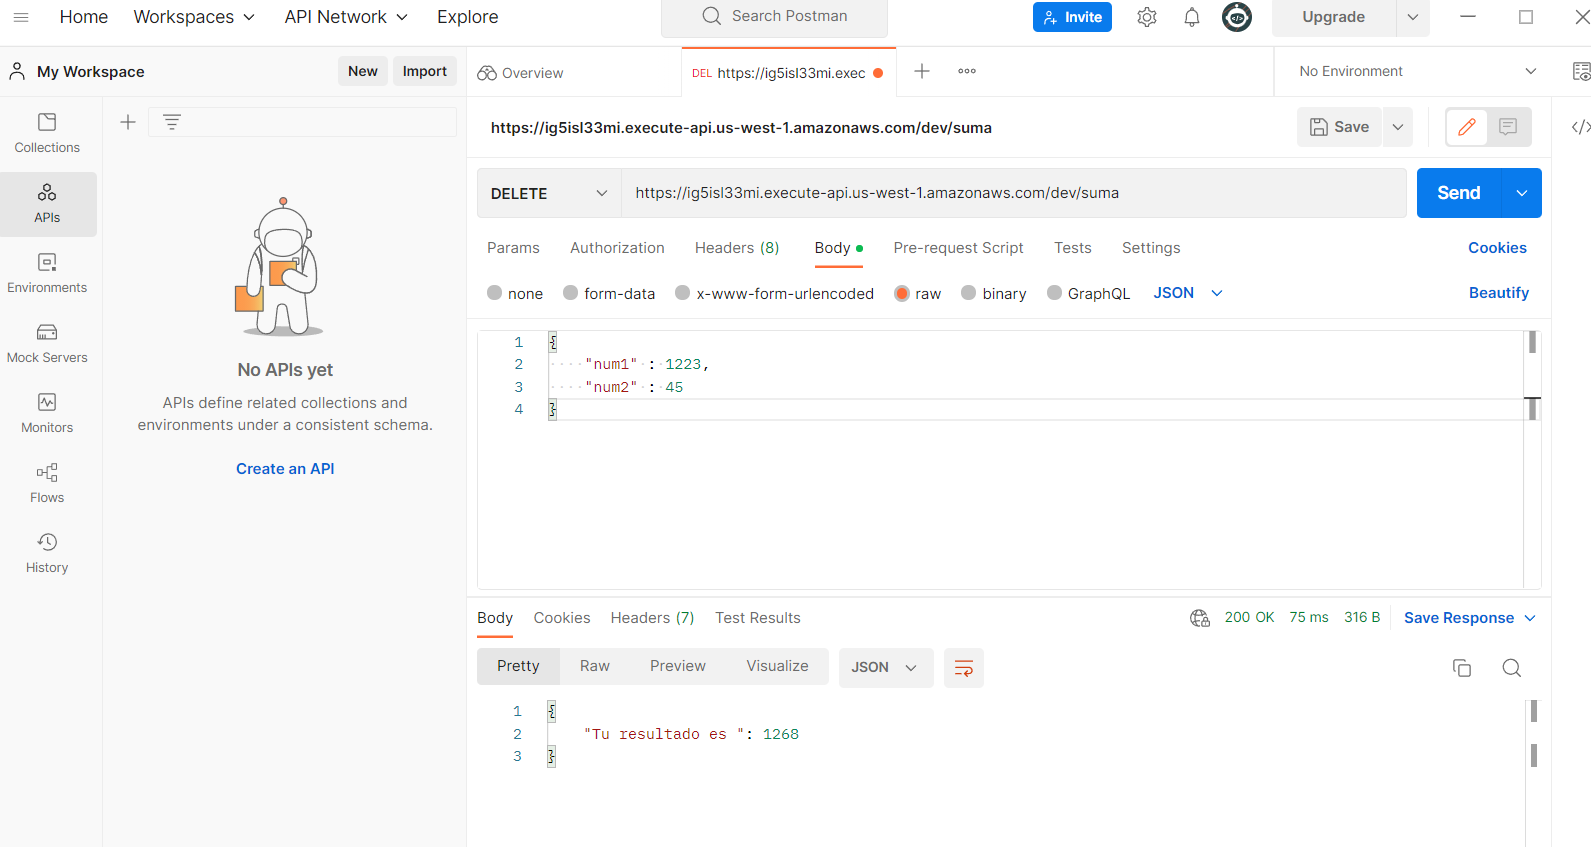 Home Workspaces API Network Explore Search Postman Invite Upgrade
My Workspace New Import
Overview DEL https://ig5isl33mi.exec No Environment
https://ig5isl33mi.execute-api.us-west-1.amazonaws.com/dev/suma Save
Collections
APIs
Environments
Mock Servers
Monitors
Flows
History
No APIs yet
APIs define related collections and
environments under a consistent schema.
Create an API
DELETE https://ig5isl33mi.execute-api.us-west-1.amazonaws.com/dev/suma Send
Params Authorization Headers (8) Body Pre-request Script Tests Settings Cookies
none form-data x-www-form-urlencoded raw binary GraphQL JSON Beautify
1 {
2 "num1" : 1223,
3 "num2" : 45
4 }
Body Cookies Headers (7) Test Results 200 OK 75 ms 316 B Save Response
Pretty Raw Preview Visualize JSON
1 {
2 "Tu resultado es ": 1268
3 }